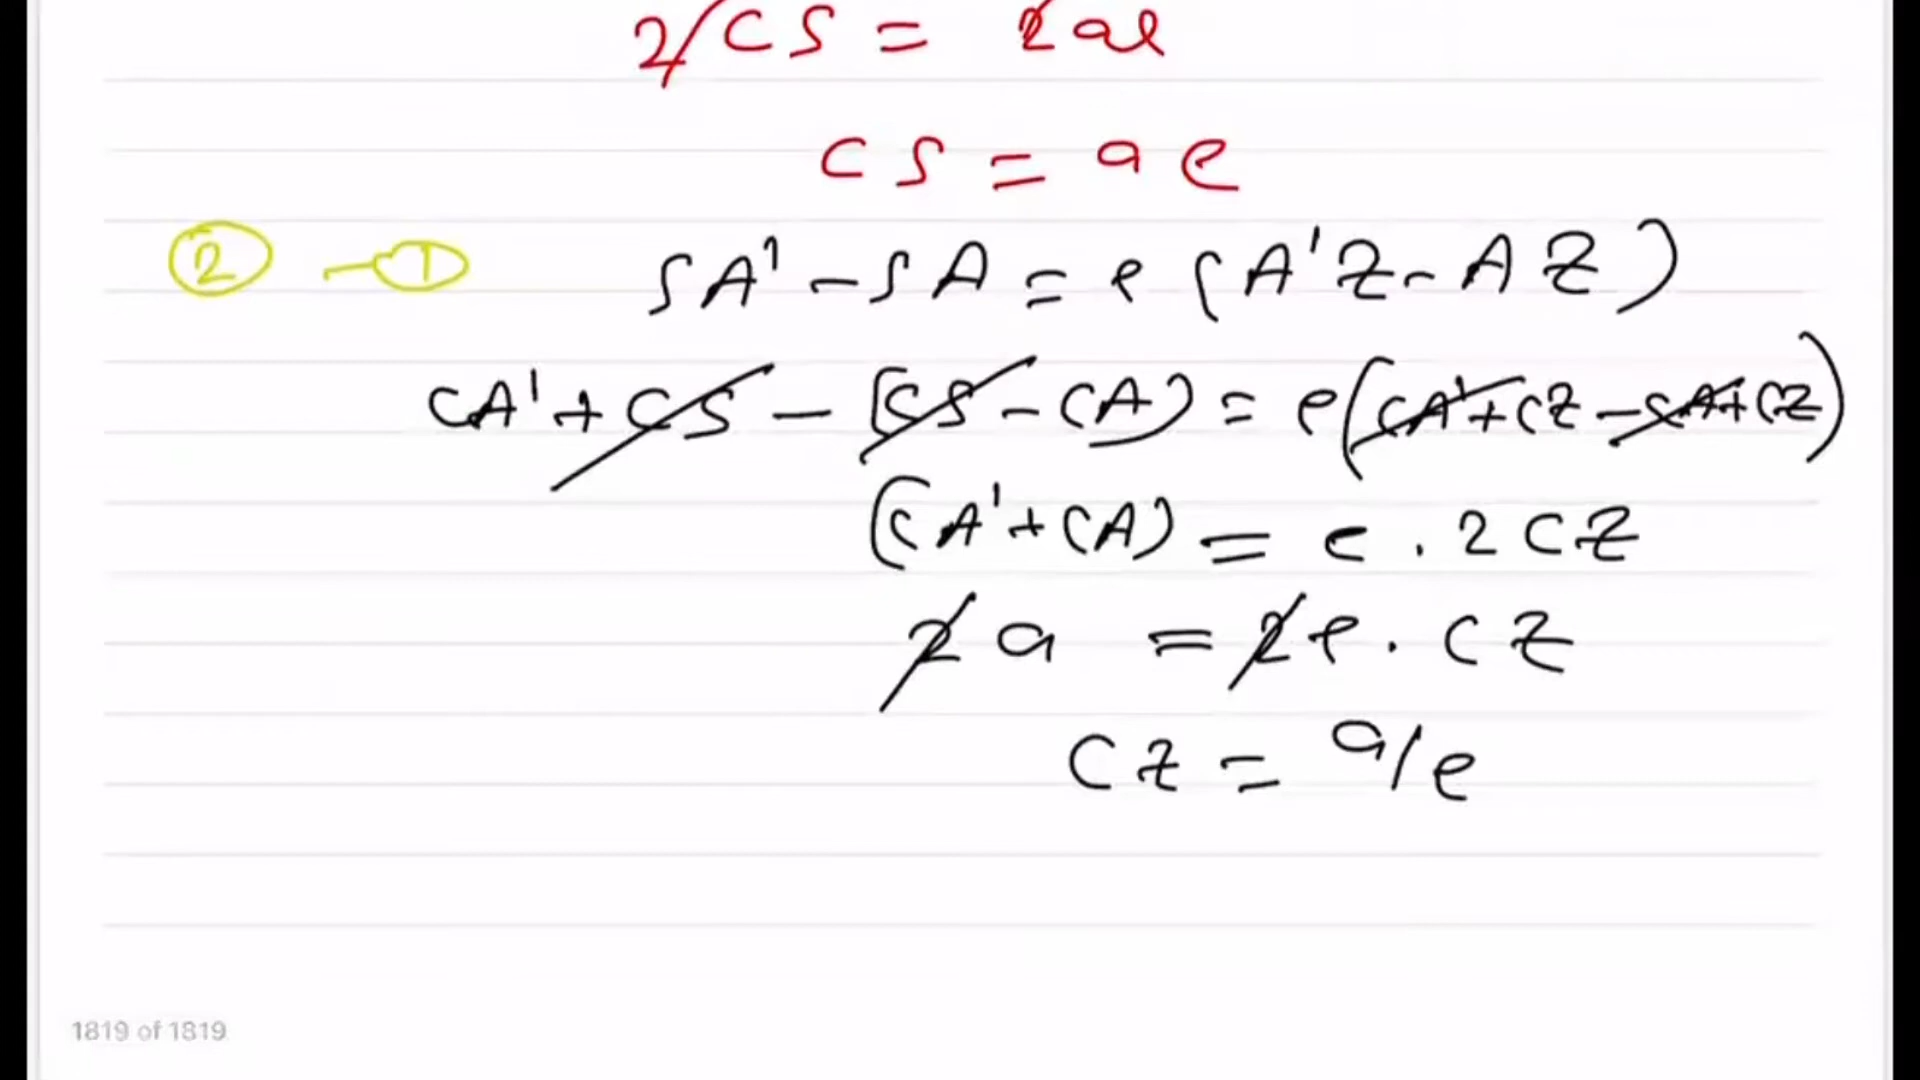 2CS = 2ae
CS = ae
② - ① SA' - SA = e (A'Z - AZ)
CA' + CS - (CS - CA) = e(CA' + CZ - CA + CZ)
(CA' + CA) = e . 2CZ
2a = 2e . CZ
CZ = a/e
1819 of 1819